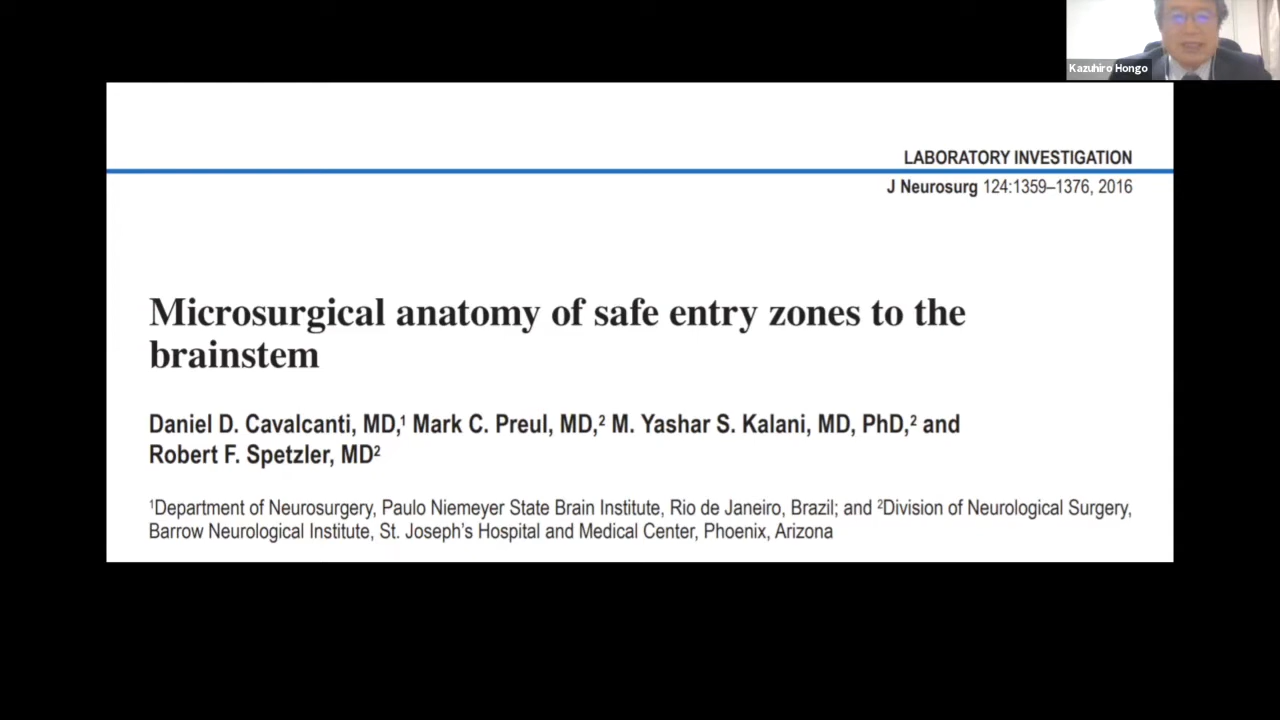 Kazuhiro Hongo
LABORATORY INVESTIGATION
J Neurosurg 124:1359–1376, 2016
Microsurgical anatomy of safe entry zones to the
brainstem
Daniel D. Cavalcanti, MD,¹ Mark C. Preul, MD,² M. Yashar S. Kalani, MD, PhD,² and
Robert F. Spetzler, MD²
¹Department of Neurosurgery, Paulo Niemeyer State Brain Institute, Rio de Janeiro, Brazil; and ²Division of Neurological Surgery,
Barrow Neurological Institute, St. Joseph’s Hospital and Medical Center, Phoenix, Arizona